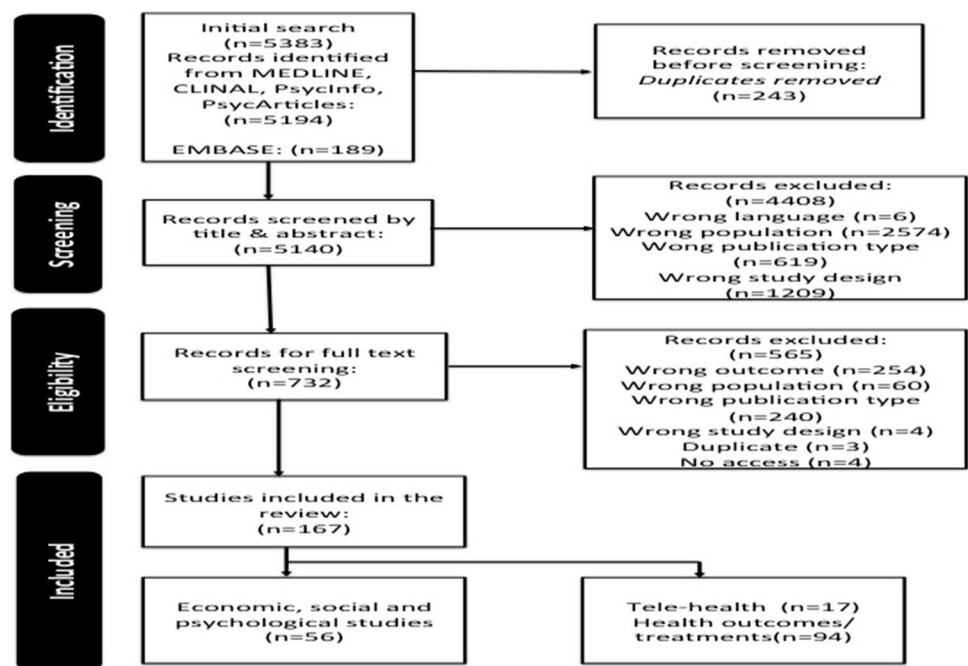 Identification
Initial search
(n=5383)
Records identified
from MEDLINE,
CLINAL, PsycInfo,
PsycArticles:
(n=5194)
EMBASE: (n=189)
Records removed
before screening:
Duplicates removed
(n=243)
Screening
Records screened by
title & abstract:
(n=5140)
Records excluded:
(n=4408)
Wrong language (n=6)
Wrong population (n=2574)
Wong publication type
(n=619)
Wrong study design
(n=1209)
Eligibility
Records for full text
screening:
(n=732)
Records excluded:
(n=565)
Wrong outcome (n=254)
Wrong population (n=60)
Wrong publication type
(n=240)
Wrong study design (n=4)
Duplicate (n=3)
No access (n=4)
Included
Studies included in the
review:
(n=167)
Economic, social and
psychological studies
(n=56)
Tele-health (n=17)
Health outcomes/
treatments(n=94)